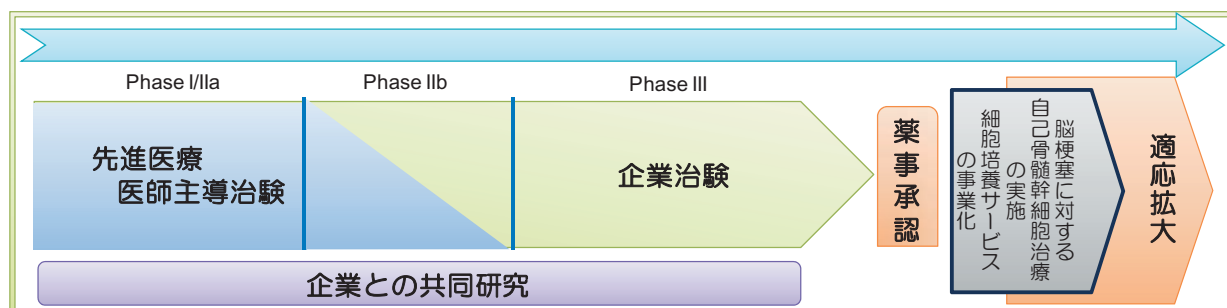 Phase I/IIa
Phase IIb
Phase III
先進医療
医師主導治験
企業治験
企業との共同研究
薬事承認
脳梗塞に対する
自己骨髄幹細胞治療
の実施
細胞培養サービス
の事業化
適応拡大